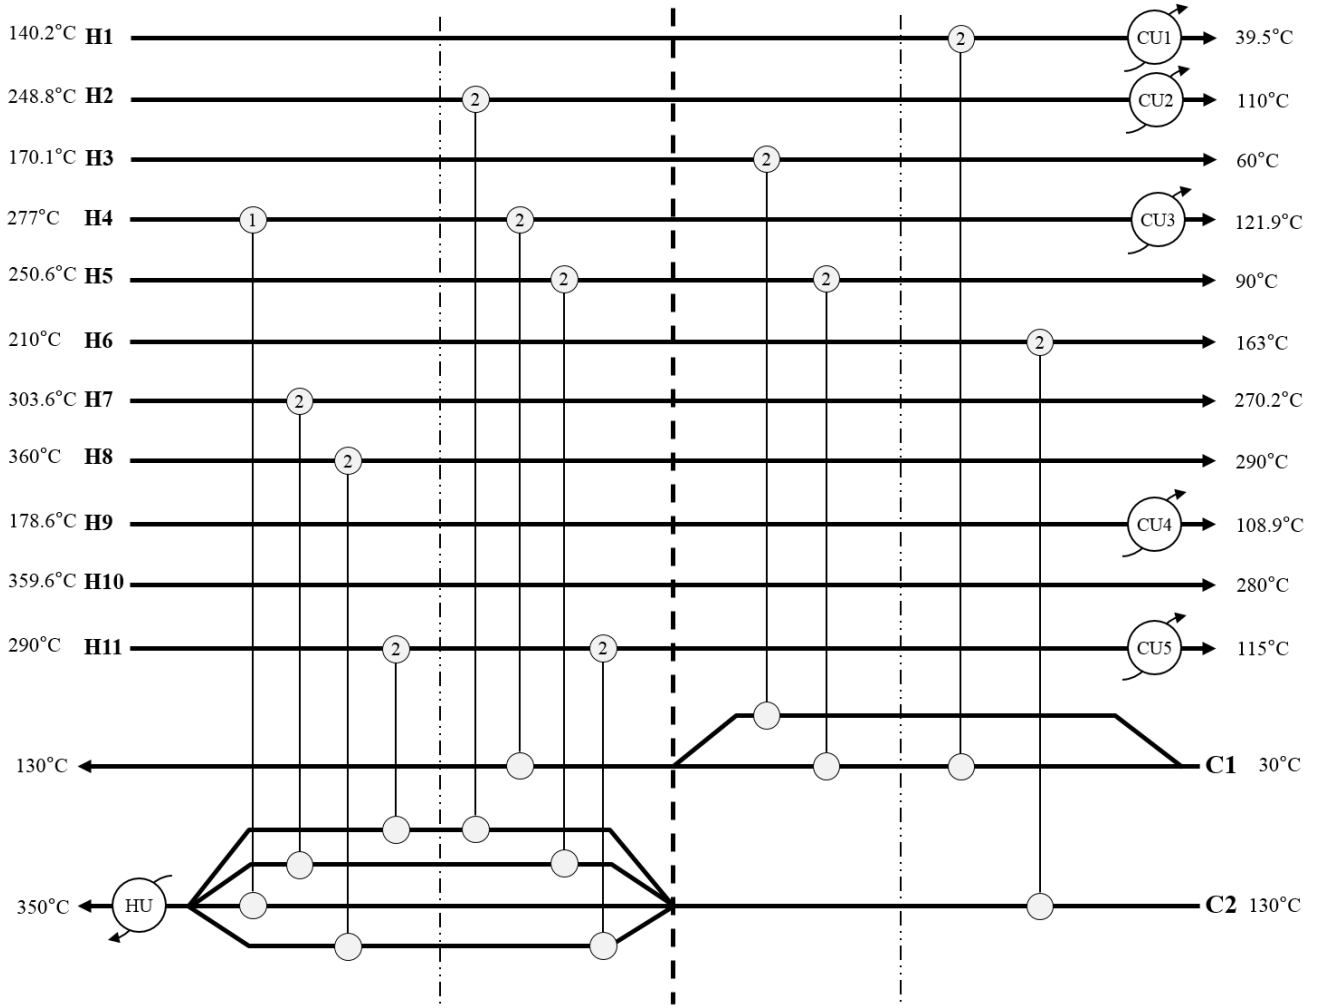 140.2°C H1 2 CU1 39.5°C
248.8°C H2 2 CU2 110°C
170.1°C H3 2 60°C
277°C H4 1 2 CU3 121.9°C
250.6°C H5 2 2 90°C
210°C H6 2 163°C
303.6°C H7 2 270.2°C
360°C H8 2 290°C
178.6°C H9 CU4 108.9°C
359.6°C H10 280°C
290°C H11 2 2 CU5 115°C
130°C C1 30°C
350°C HU C2 130°C